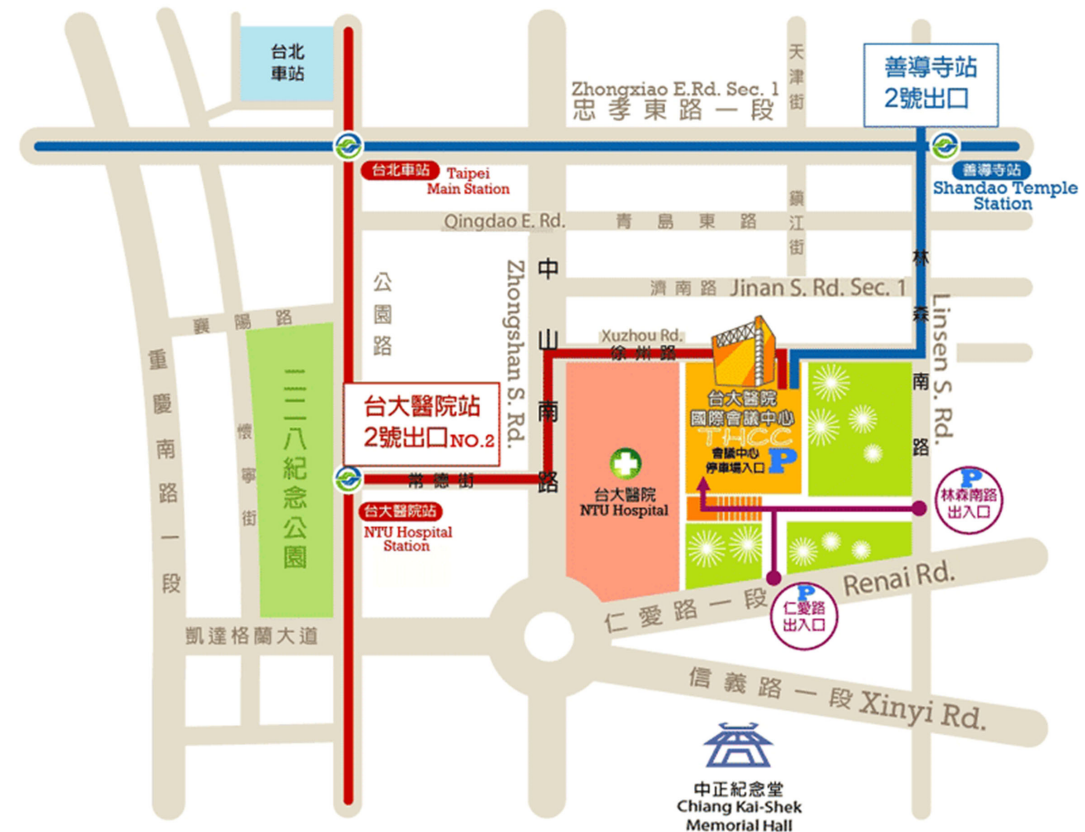 台北
車站
天津街
善導寺站
2號出口
Zhongxiao E.Rd. Sec. 1
忠孝東路一段
台北車站
Taipei
Main Station
善導寺站
Shandao Temple
Station
鎮江街
Qingdao E. Rd.
青島東路
濟南路 Jinan S. Rd. Sec. 1
公園路
Zhongshan S. Rd.
中山南路
林森南路
Linsen S. Rd.
襄陽路
Xuzhou Rd.
徐州路
重慶南路一段
懷寧街
二二八紀念公園
台大醫院站
2號出口NO.2
常德街
台大醫院站
NTU Hospital
Station
台大醫院
NTU Hospital
台大醫院
國際會議中心
THCC
會議中心
停車場入口 P
P
林森南路
出入口
P
仁愛路
出入口
仁愛路一段
Renai Rd.
凱達格蘭大道
信義路一段 Xinyi Rd.
中正紀念堂
Chiang Kai-Shek
Memorial Hall